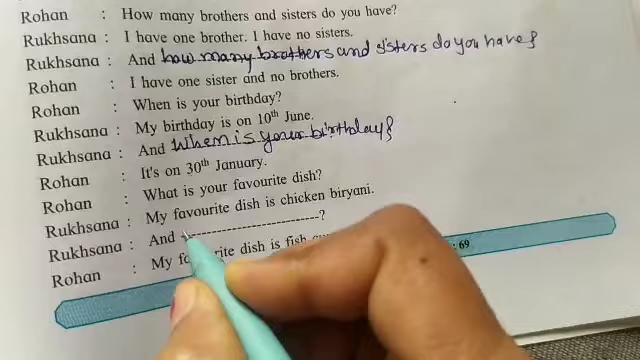 Rohan : How many brothers and sisters do you have?
Rukhsana : I have one brother. I have no sisters.
Rukhsana : And how many brothers and sisters do you have?
Rohan : I have one sister and no brothers.
Rohan : When is your birthday?
Rukhsana : My birthday is on 10th June.
Rukhsana : And When is your birthday?
Rohan : It's on 30th January.
Rohan : What is your favourite dish?
Rukhsana : My favourite dish is chicken biryani.
Rukhsana : And ------------------------?
Rohan : My favourite dish is fish
: 69